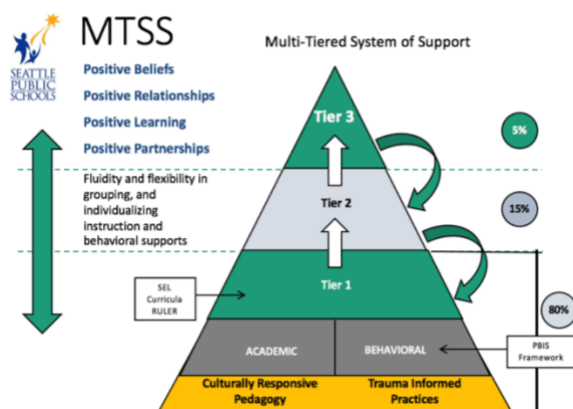 MTSS
Multi-Tiered System of Support
SEATTLE
PUBLIC
SCHOOLS
Positive Beliefs
Positive Relationships
Positive Learning
Positive Partnerships
Fluidity and flexibility in
grouping, and
individualizing
instruction and
behavioral supports
Tier 3
5%
Tier 2
15%
Tier 1
80%
SEL
Curricula
RULER
ACADEMIC
BEHAVIORAL
PBIS
Framework
Culturally Responsive
Pedagogy
Trauma Informed
Practices